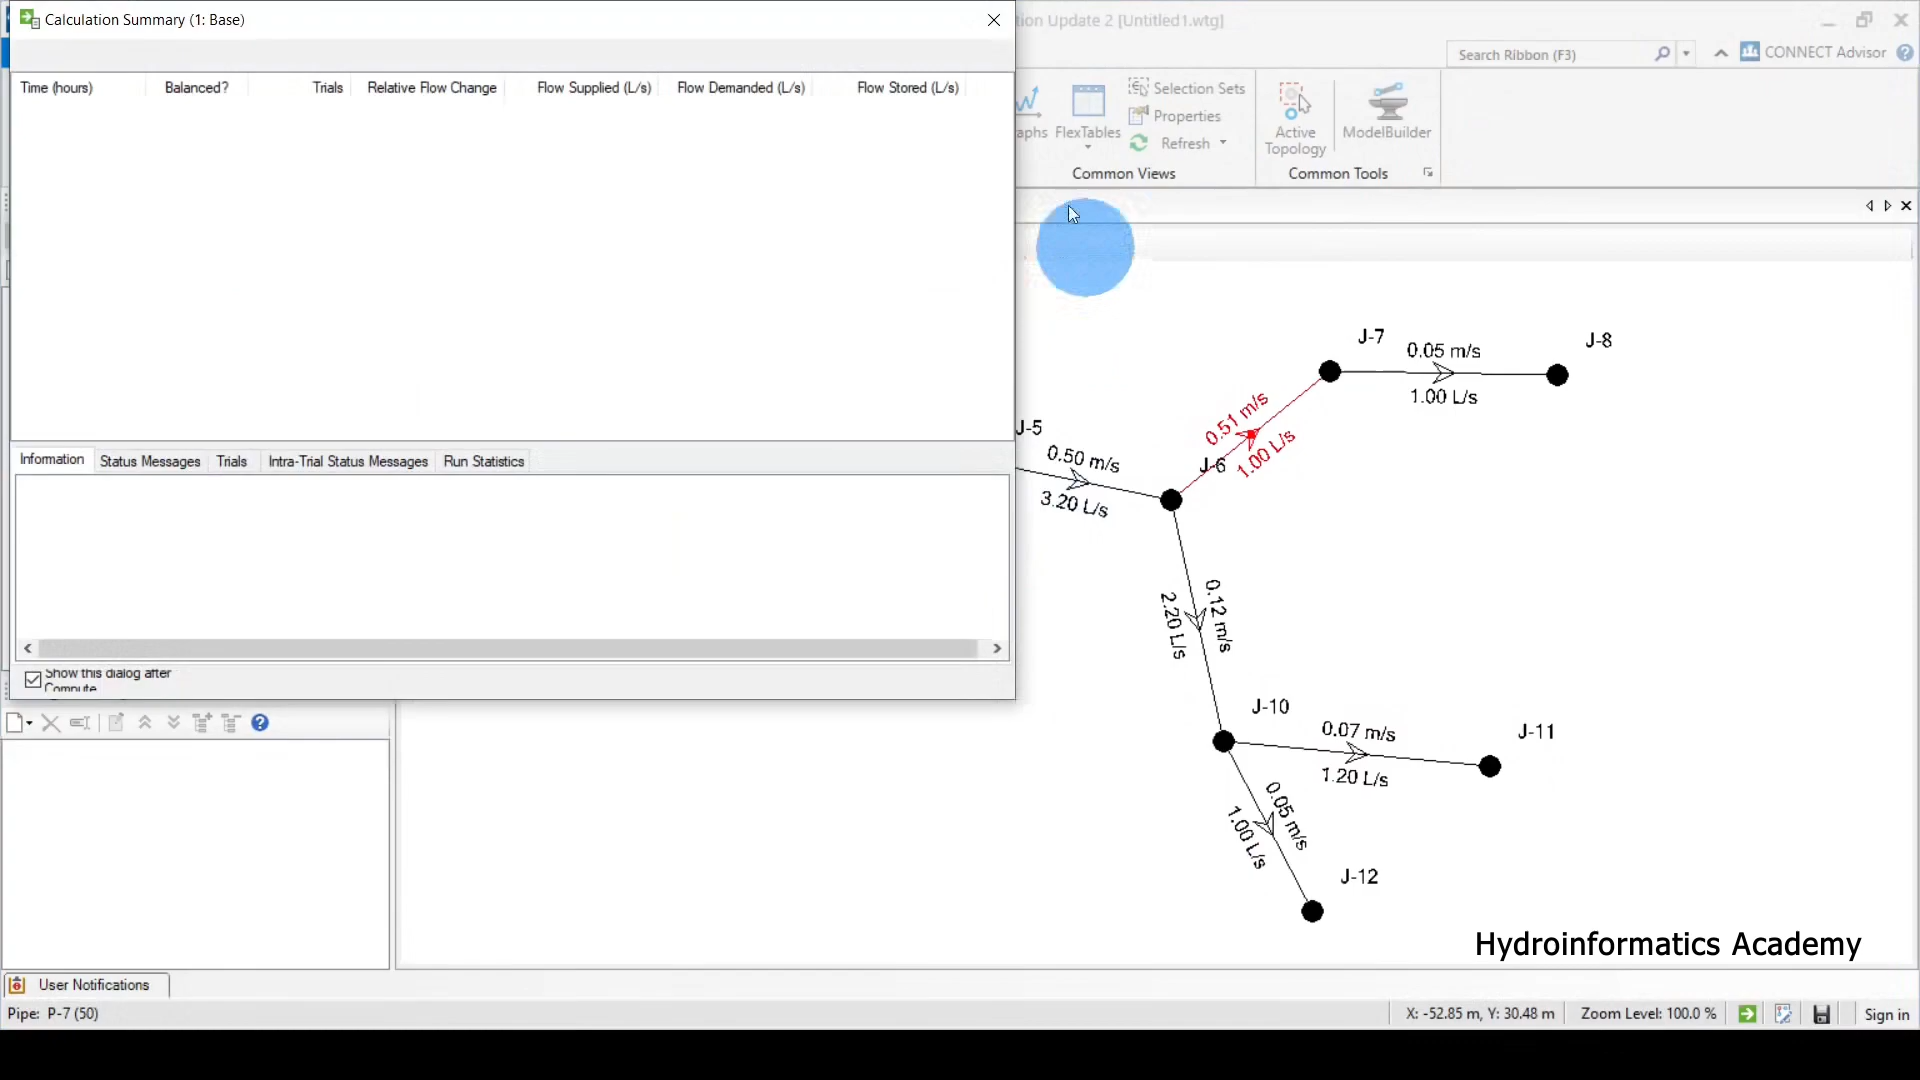 Calculation Summary (1: Base)
tion Update 2 [Untitled1.wtg]
Search Ribbon (F3)
CONNECT Advisor
Time (hours) Balanced? Trials Relative Flow Change Flow Supplied (L/s) Flow Demanded (L/s) Flow Stored (L/s)
aphs
FlexTables
Selection Sets
Properties
Refresh
Active
Topology
ModelBuilder
Common Views
Common Tools
J-7
J-8
0.05 m/s
1.00 L/s
0.51 m/s
1.00 L/s
J-5
0.50 m/s
3.20 L/s
J-6
Information Status Messages Trials Intra-Trial Status Messages Run Statistics
0.12 m/s
2.20 L/s
Show this dialog after
Compute
J-10
0.07 m/s
1.20 L/s
J-11
0.05 m/s
1.00 L/s
J-12
Hydroinformatics Academy
User Notifications
Pipe: P-7 (50)
X: -52.85 m, Y: 30.48 m
Zoom Level: 100.0 %
Sign in